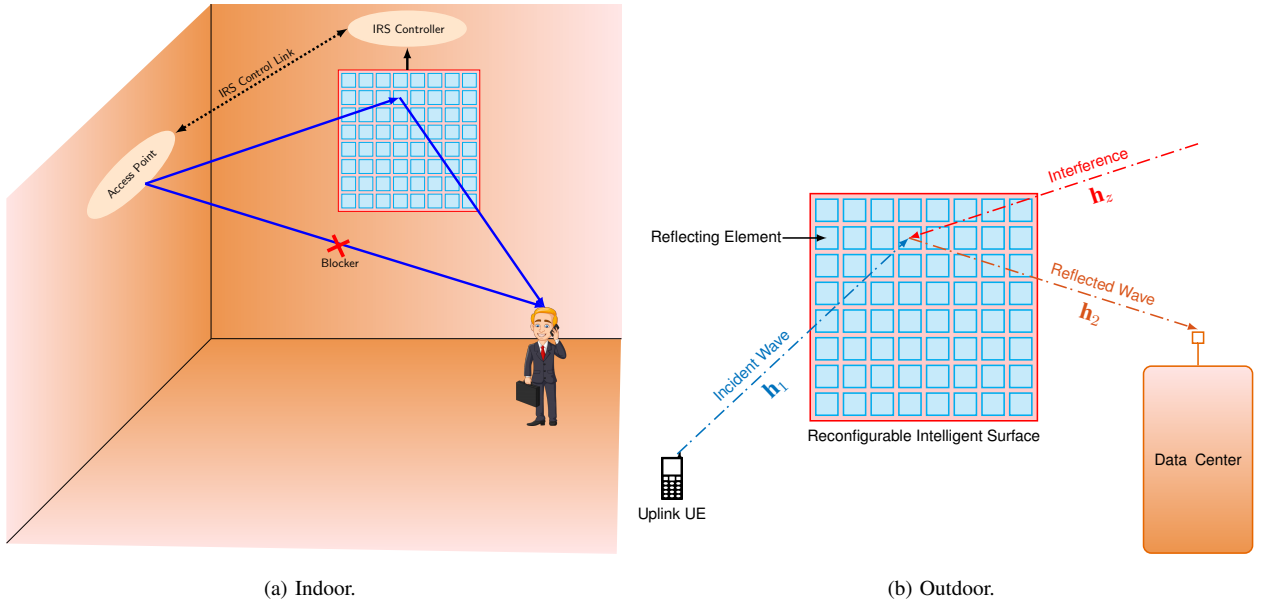 IRS Controller
IRS Control Link
Access Point
Blocker
(a) Indoor.
Interference
h_z
Reflecting Element
Reflected Wave
h_2
Incident Wave
h_1
Reconfigurable Intelligent Surface
Data Center
Uplink UE
(b) Outdoor.